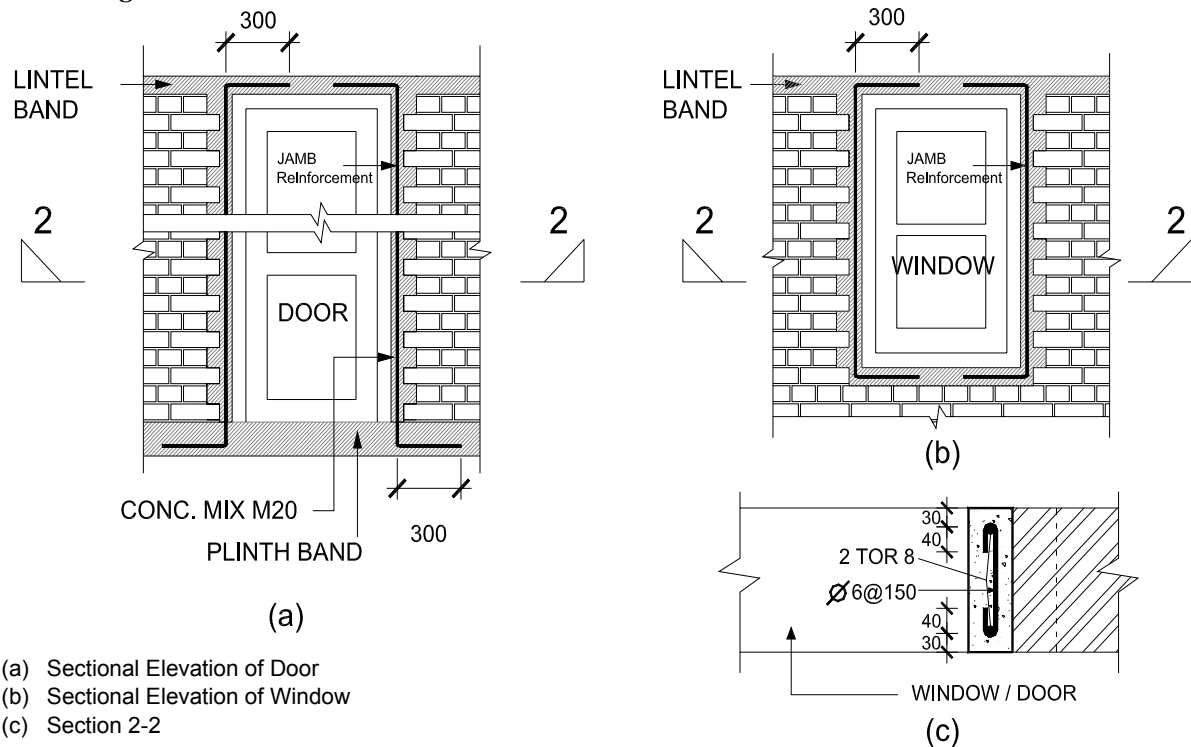 300
LINTEL
BAND
JAMB
Reinforcement
2
2
DOOR
CONC. MIX M20
PLINTH BAND
300
(a)
300
LINTEL
BAND
JAMB
Reinforcement
2
2
WINDOW
(b)
30
40
2 TOR 8
Ø6@150
40
30
WINDOW / DOOR
(c)
(a) Sectional Elevation of Door
(b) Sectional Elevation of Window
(c) Section 2-2